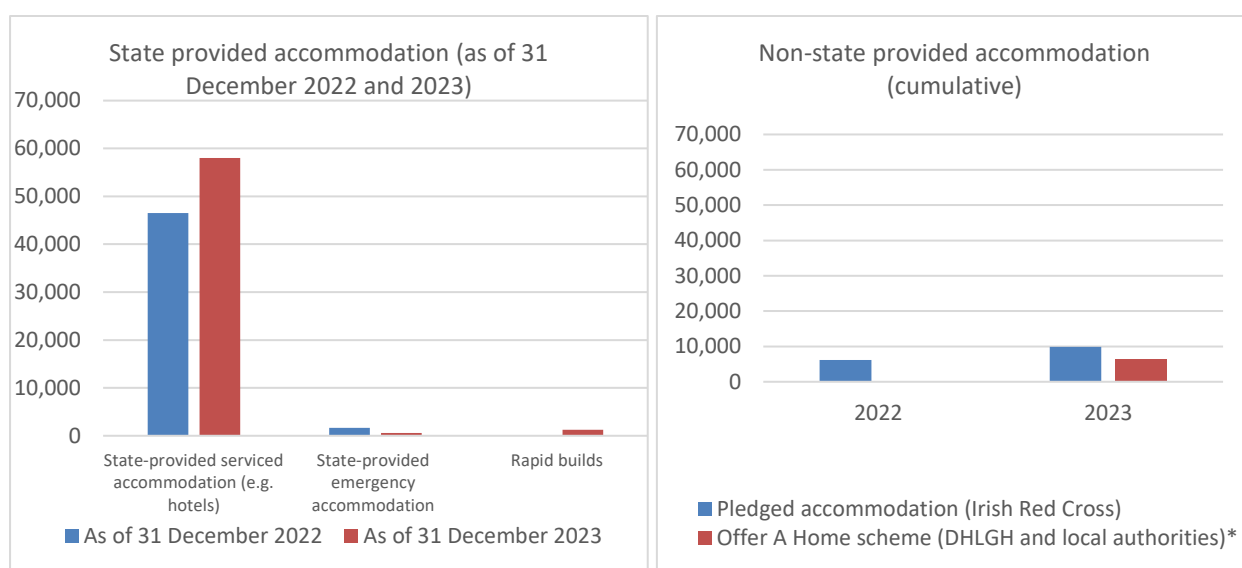 State provided accommodation (as of 31
December 2022 and 2023)
70,000
60,000
50,000
40,000
30,000
20,000
10,000
0
State-provided serviced
accommodation (e.g.
hotels)
State-provided
emergency
accommodation
Rapid builds
As of 31 December 2022
As of 31 December 2023
Non-state provided accommodation
(cumulative)
70,000
60,000
50,000
40,000
30,000
20,000
10,000
0
2022
2023
Pledged accommodation (Irish Red Cross)
Offer A Home scheme (DHLGH and local authorities)*